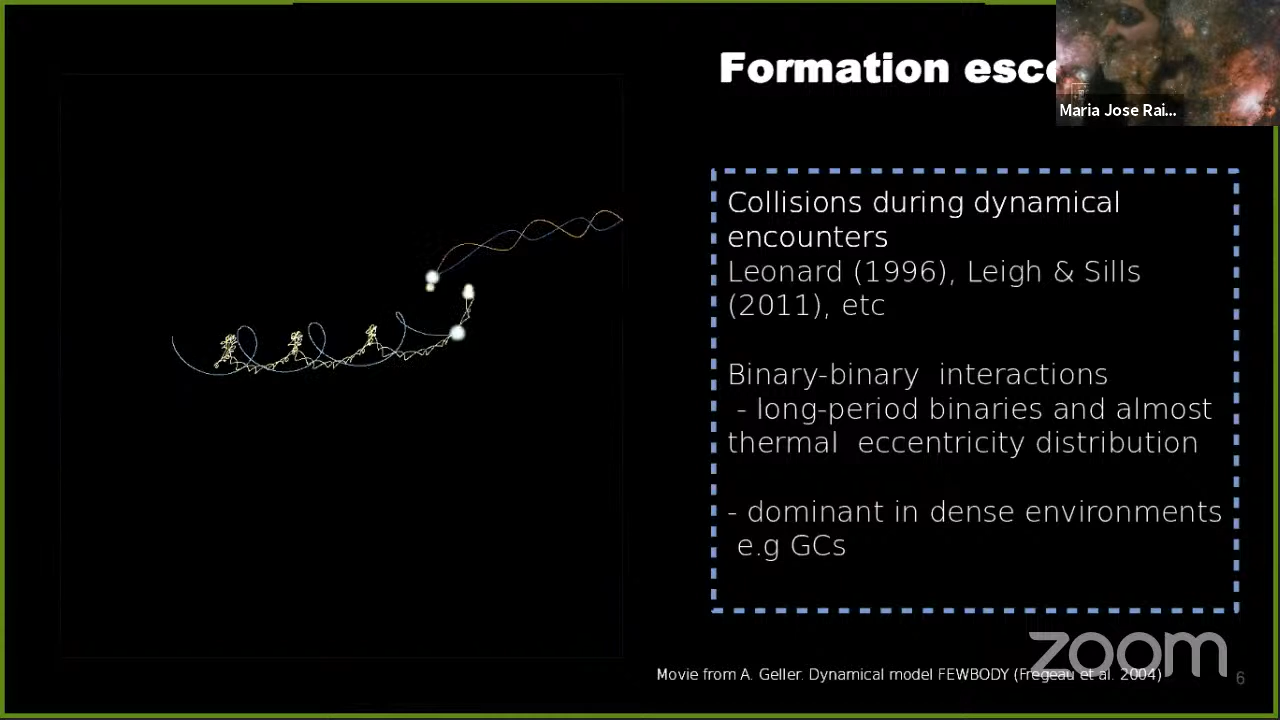 Formation esce
Maria Jose Rai...
Collisions during dynamical
encounters
Leonard (1996), Leigh & Sills
(2011), etc
Binary-binary  interactions
- long-period binaries and almost
thermal  eccentricity distribution
- dominant in dense environments
e.g GCs
zoom
Movie from A. Geller. Dynamical model FEWBODY (Fregeau et al. 2004)
6